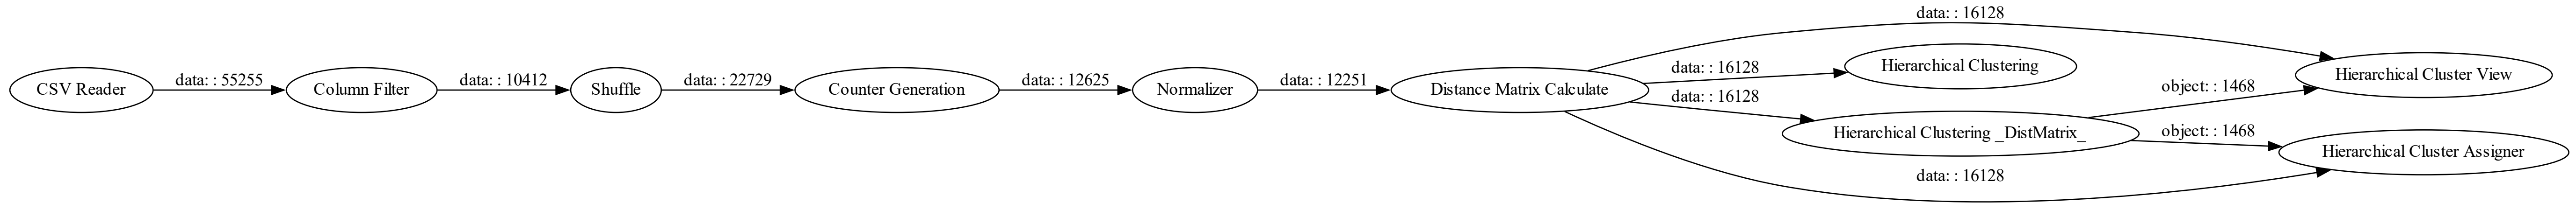 CSV Reader
data: : 55255
Column Filter
data: : 10412
Shuffle
data: : 22729
Counter Generation
data: : 12625
Normalizer
data: : 12251
Distance Matrix Calculate
data: : 16128
data: : 16128
data: : 16128
data: : 16128
Hierarchical Clustering
Hierarchical Clustering _DistMatrix_
object: : 1468
object: : 1468
Hierarchical Cluster View
Hierarchical Cluster Assigner